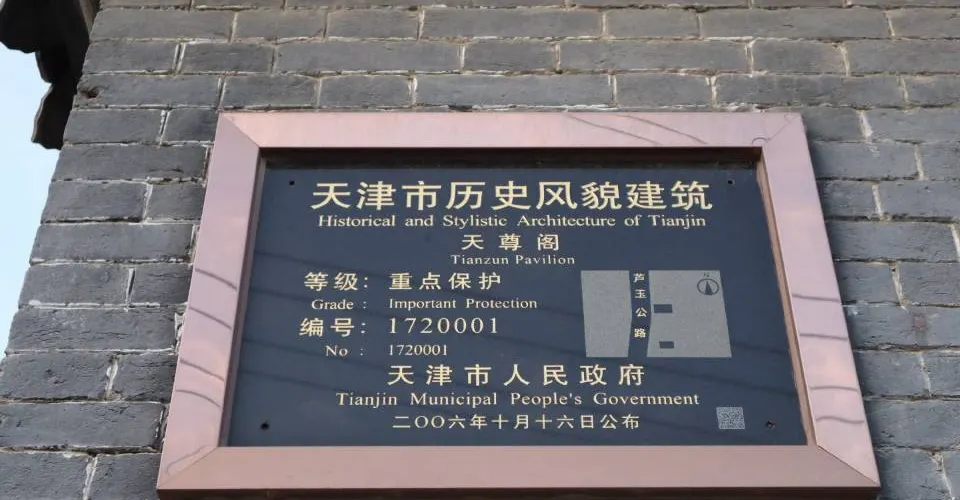 天津市历史风貌建筑
Historical and Stylistic Architecture of Tianjin
天尊阁
Tianzun Pavilion
等级：重点保护
Grade : Important Protection
编号：1720001
No : 1720001
芦玉公路
天津市人民政府
Tianjin Municipal People's Government
二OO六年十月十六日公布